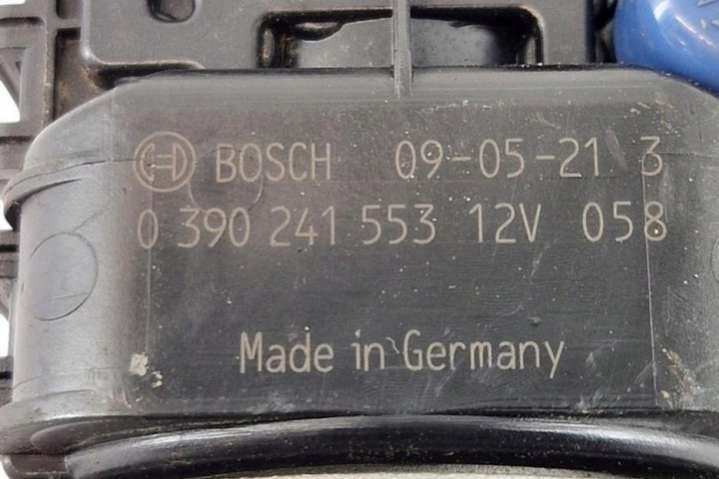 BOSCH 09-05-21 3
0 390 241 553 12V 058
Made in Germany